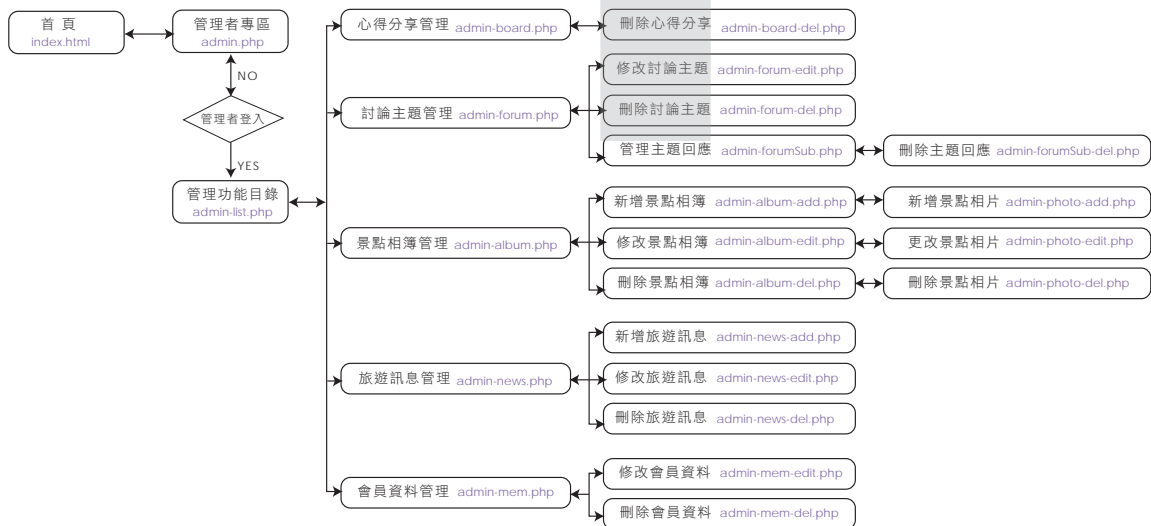 首 頁
index.html
管理者專區
admin.php
NO
管理者登入
YES
管理功能目錄
admin-list.php
心得分享管理 admin-board.php
刪除心得分享 admin-board-del.php
討論主題管理 admin-forum.php
修改討論主題 admin-forum-edit.php
刪除討論主題 admin-forum-del.php
管理主題回應 admin-forumSub.php
刪除主題回應 admin-forumSub-del.php
景點相簿管理 admin-album.php
新增景點相簿 admin-album-add.php
新增景點相片 admin-photo-add.php
修改景點相簿 admin-album-edit.php
更改景點相片 admin-photo-edit.php
刪除景點相簿 admin-album-del.php
刪除景點相片 admin-photo-del.php
旅遊訊息管理 admin-news.php
新增旅遊訊息 admin-news-add.php
修改旅遊訊息 admin-news-edit.php
刪除旅遊訊息 admin-news-del.php
會員資料管理 admin-mem.php
修改會員資料 admin-mem-edit.php
刪除會員資料 admin-mem-del.php